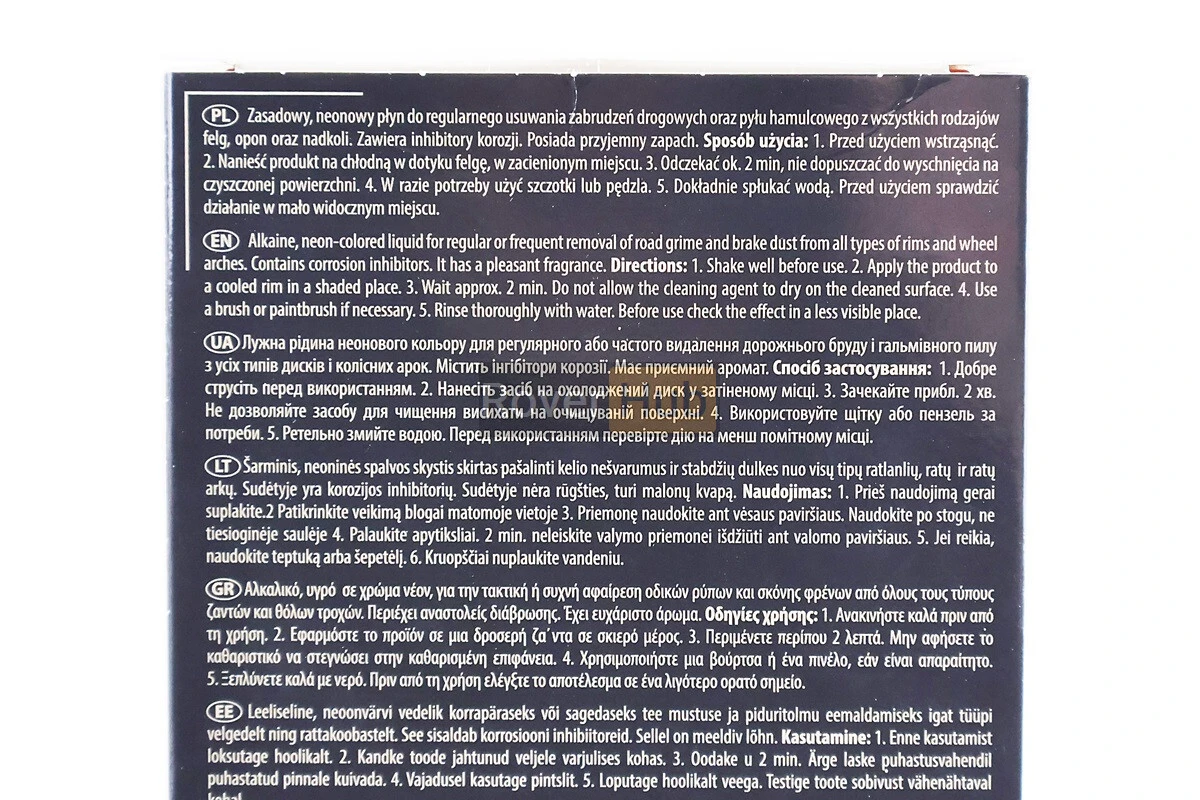 PL Zasadowy, neonowy płyn do regularnego usuwania zabrudzeń drogowych oraz pyłu hamulcowego z wszystkich rodzajów
felg, opon oraz nadkoli. Zawiera inhibitory korozji. Posiada przyjemny zapach. Sposób użycia: 1. Przed użyciem wstrząsnąć.
2. Nanieść produkt na chłodną w dotyku felgę, w zacienionym miejscu. 3. Odczekać ok. 2 min, nie dopuszczać do wyschnięcia na
czyszczonej powierzchni. 4. W razie potrzeby użyć szczotki lub pędzla. 5. Dokładnie spłukać wodą. Przed użyciem sprawdzić
działanie w mało widocznym miejscu.
EN Alkaine, neon-colored liquid for regular or frequent removal of road grime and brake dust from all types of rims and wheel
arches. Contains corrosion inhibitors. It has a pleasant fragrance. Directions: 1. Shake well before use. 2. Apply the product to
a cooled rim in a shaded place. 3. Wait approx. 2 min. Do not allow the cleaning agent to dry on the cleaned surface. 4. Use
a brush or paintbrush if necessary. 5. Rinse thoroughly with water. Before use check the effect in a less visible place.
UA Лужна рідина неонового кольору для регулярного або частого видалення дорожнього бруду і гальмівного пилу
з усіх типів дисків і колісних арок. Містить інгібітори корозії. Має приємний аромат. Спосіб застосування: 1. Добре
струсіть перед використанням. 2. Нанесіть засіб на охолоджений диск у затіненому місці. 3. Зачекайте прибл. 2 хв.
Не дозволяйте засобу для чищення висихати на очищуваній поверхні. 4. Використовуйте щітку або пензель за
потреби. 5. Ретельно змийте водою. Перед використанням перевірте дію на менш помітному місці.
LT Šarminis, neoninės spalvos skystis skirtas pašalinti kelio nešvarumus ir stabdžių dulkes nuo visų tipų ratlanlių, ratų ir ratų
arkų. Sudėtyje yra korozijos inhibitorių. Sudėtyje nėra rūgšties, turi malonų kvapą. Naudojimas: 1. Prieš naudojimą gerai
suplakite.2 Patikrinkite veikimą blogai matomoje vietoje 3. Priemonę naudokite ant vėsaus paviršiaus. Naudokite po stogu, ne
tiesioginėje saulėje 4. Palaukite apytiksliai. 2 min. neleiskite valymo priemonei išdžiūti ant valomo paviršiaus. 5. Jei reikia,
naudokite teptuką arba šepetėlį. 6. Kruopščiai nuplaukite vandeniu.
GR Αλκαλικό, υγρό σε χρώμα νέον, για την τακτική ή συχνή αφαίρεση οδικών ρύπων και σκόνης φρένων από όλους τους τύπους
ζαντών και θόλων τροχών. Περιέχει αναστολείς διάβρωσης. Έχει ευχάριστο άρωμα. Οδηγίες χρήσης: 1. Ανακινήστε καλά πριν από
τη χρήση. 2. Εφαρμόστε το προϊόν σε μια δροσερή ζα΄ντα σε σκιερό μέρος. 3. Περιμένετε περίπου 2 λεπτά. Μην αφήσετε το
καθαριστικό να στεγνώσει στην καθαρισμένη επιφάνεια. 4. Χρησιμοποιήστε μια βούρτσα ή ένα πινέλο, εάν είναι απαραίτητο.
5. Ξεπλύνετε καλά με νερό. Πριν από τη χρήση ελέγξτε το αποτέλεσμα σε ένα λιγότερο ορατό σημείο.
EE Leeliseline, neoonvärvi vedelik korrapäraseks või sagedaseks tee mustuse ja piduritolmu eemaldamiseks igat tüüpi
velgedelt ning rattakoobastelt. See sisaldab korrosiooni inhibiitoreid. Sellel on meeldiv lõhn. Kasutamine: 1. Enne kasutamist
loksutage hoolikalt. 2. Kandke toode jahtunud veljele varjulises kohas. 3. Oodake u 2 min. Ärge laske puhastusvahendil
puhastatud pinnale kuivada. 4. Vajadusel kasutage pintslit. 5. Loputage hoolikalt veega. Testige toote sobivust vähenähtaval